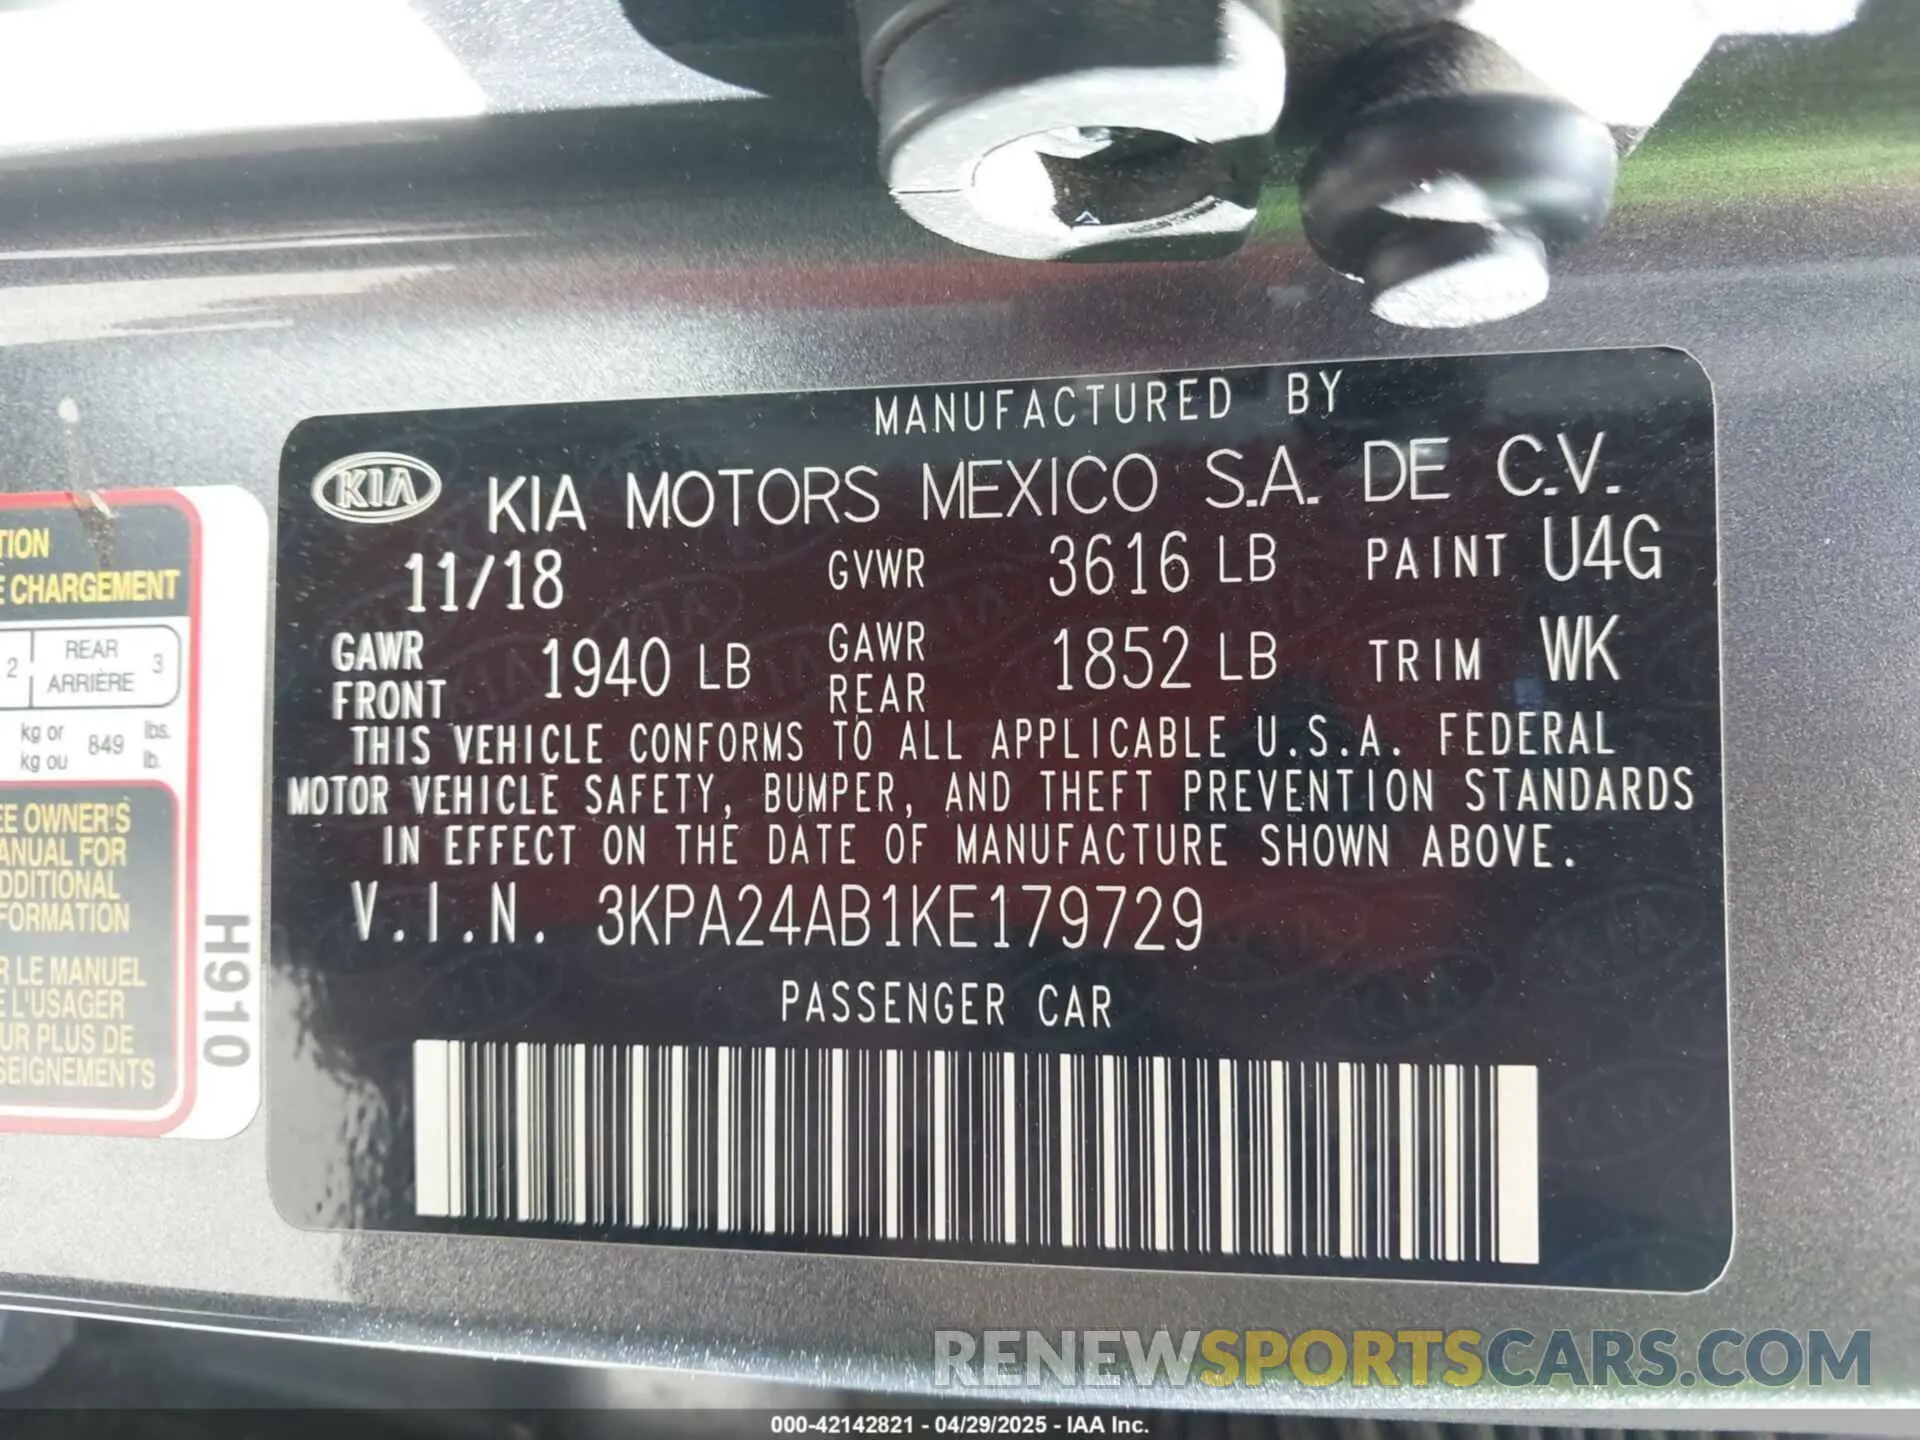 MANUFACTURED BY
KIA KIA MOTORS MEXICO S.A. DE C.V.
11/18 GVWR 3616 LB PAINT U4G
GAWR FRONT 1940 LB GAWR REAR 1852 LB TRIM WK
THIS VEHICLE CONFORMS TO ALL APPLICABLE U.S.A. FEDERAL
MOTOR VEHICLE SAFETY, BUMPER, AND THEFT PREVENTION STANDARDS
IN EFFECT ON THE DATE OF MANUFACTURE SHOWN ABOVE.
V.I.N. 3KPA24AB1KE179729
PASSENGER CAR
TION
E CHARGEMENT
2 REAR 3
ARRIÈRE
kg or 849 lbs.
kg ou lb.
EE OWNER'S
ANUAL FOR
DDITIONAL
FORMATION
R LE MANUEL
E L'USAGER
UR PLUS DE
SEIGNEMENTS
H910
RENEWSPORTSCARS.COM
000-42142821 - 04/29/2025 - IAA Inc.